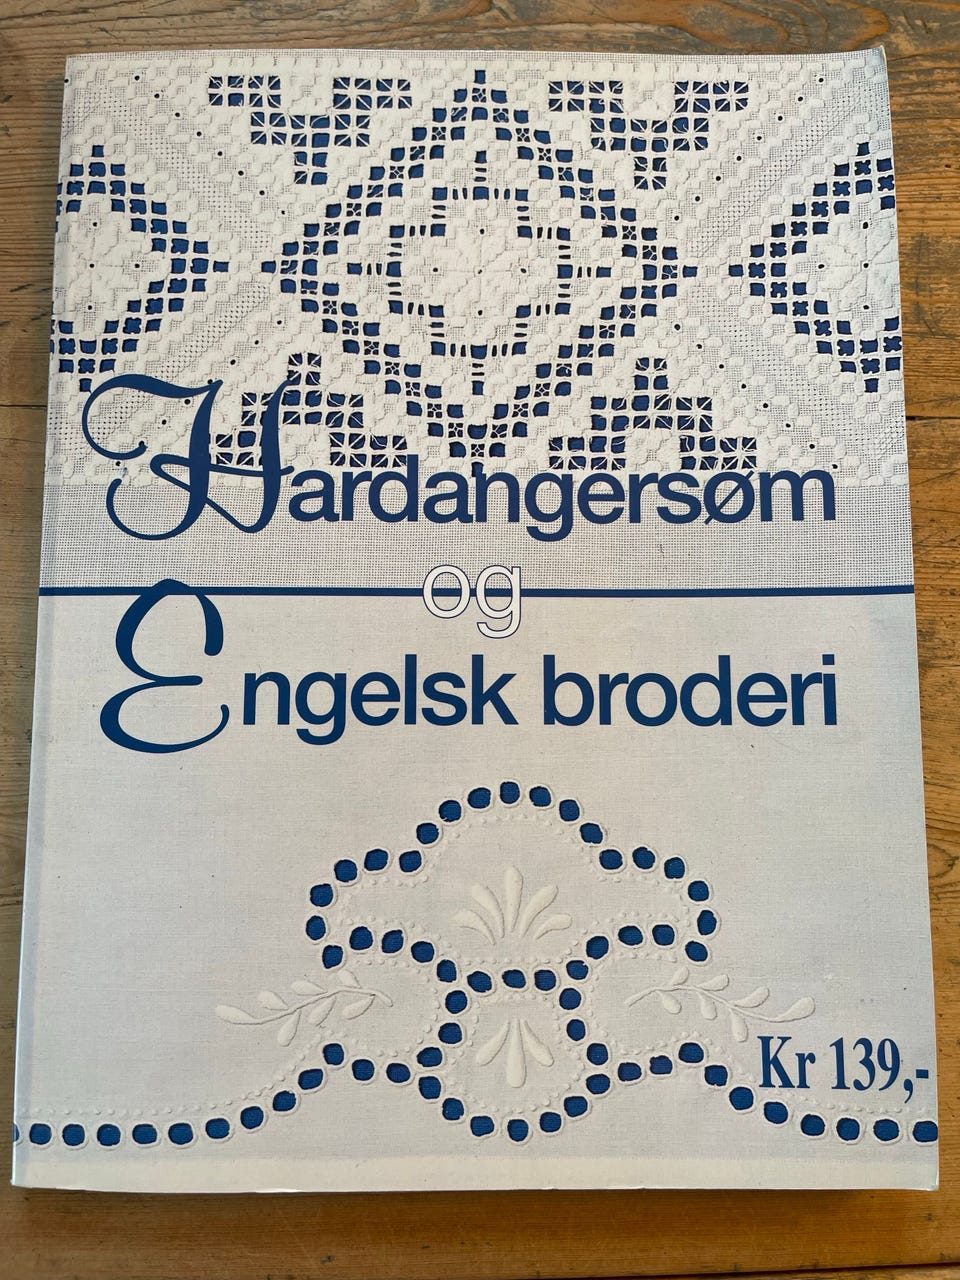 Hardangersøm
og
Engelsk broderi
Kr 139,-